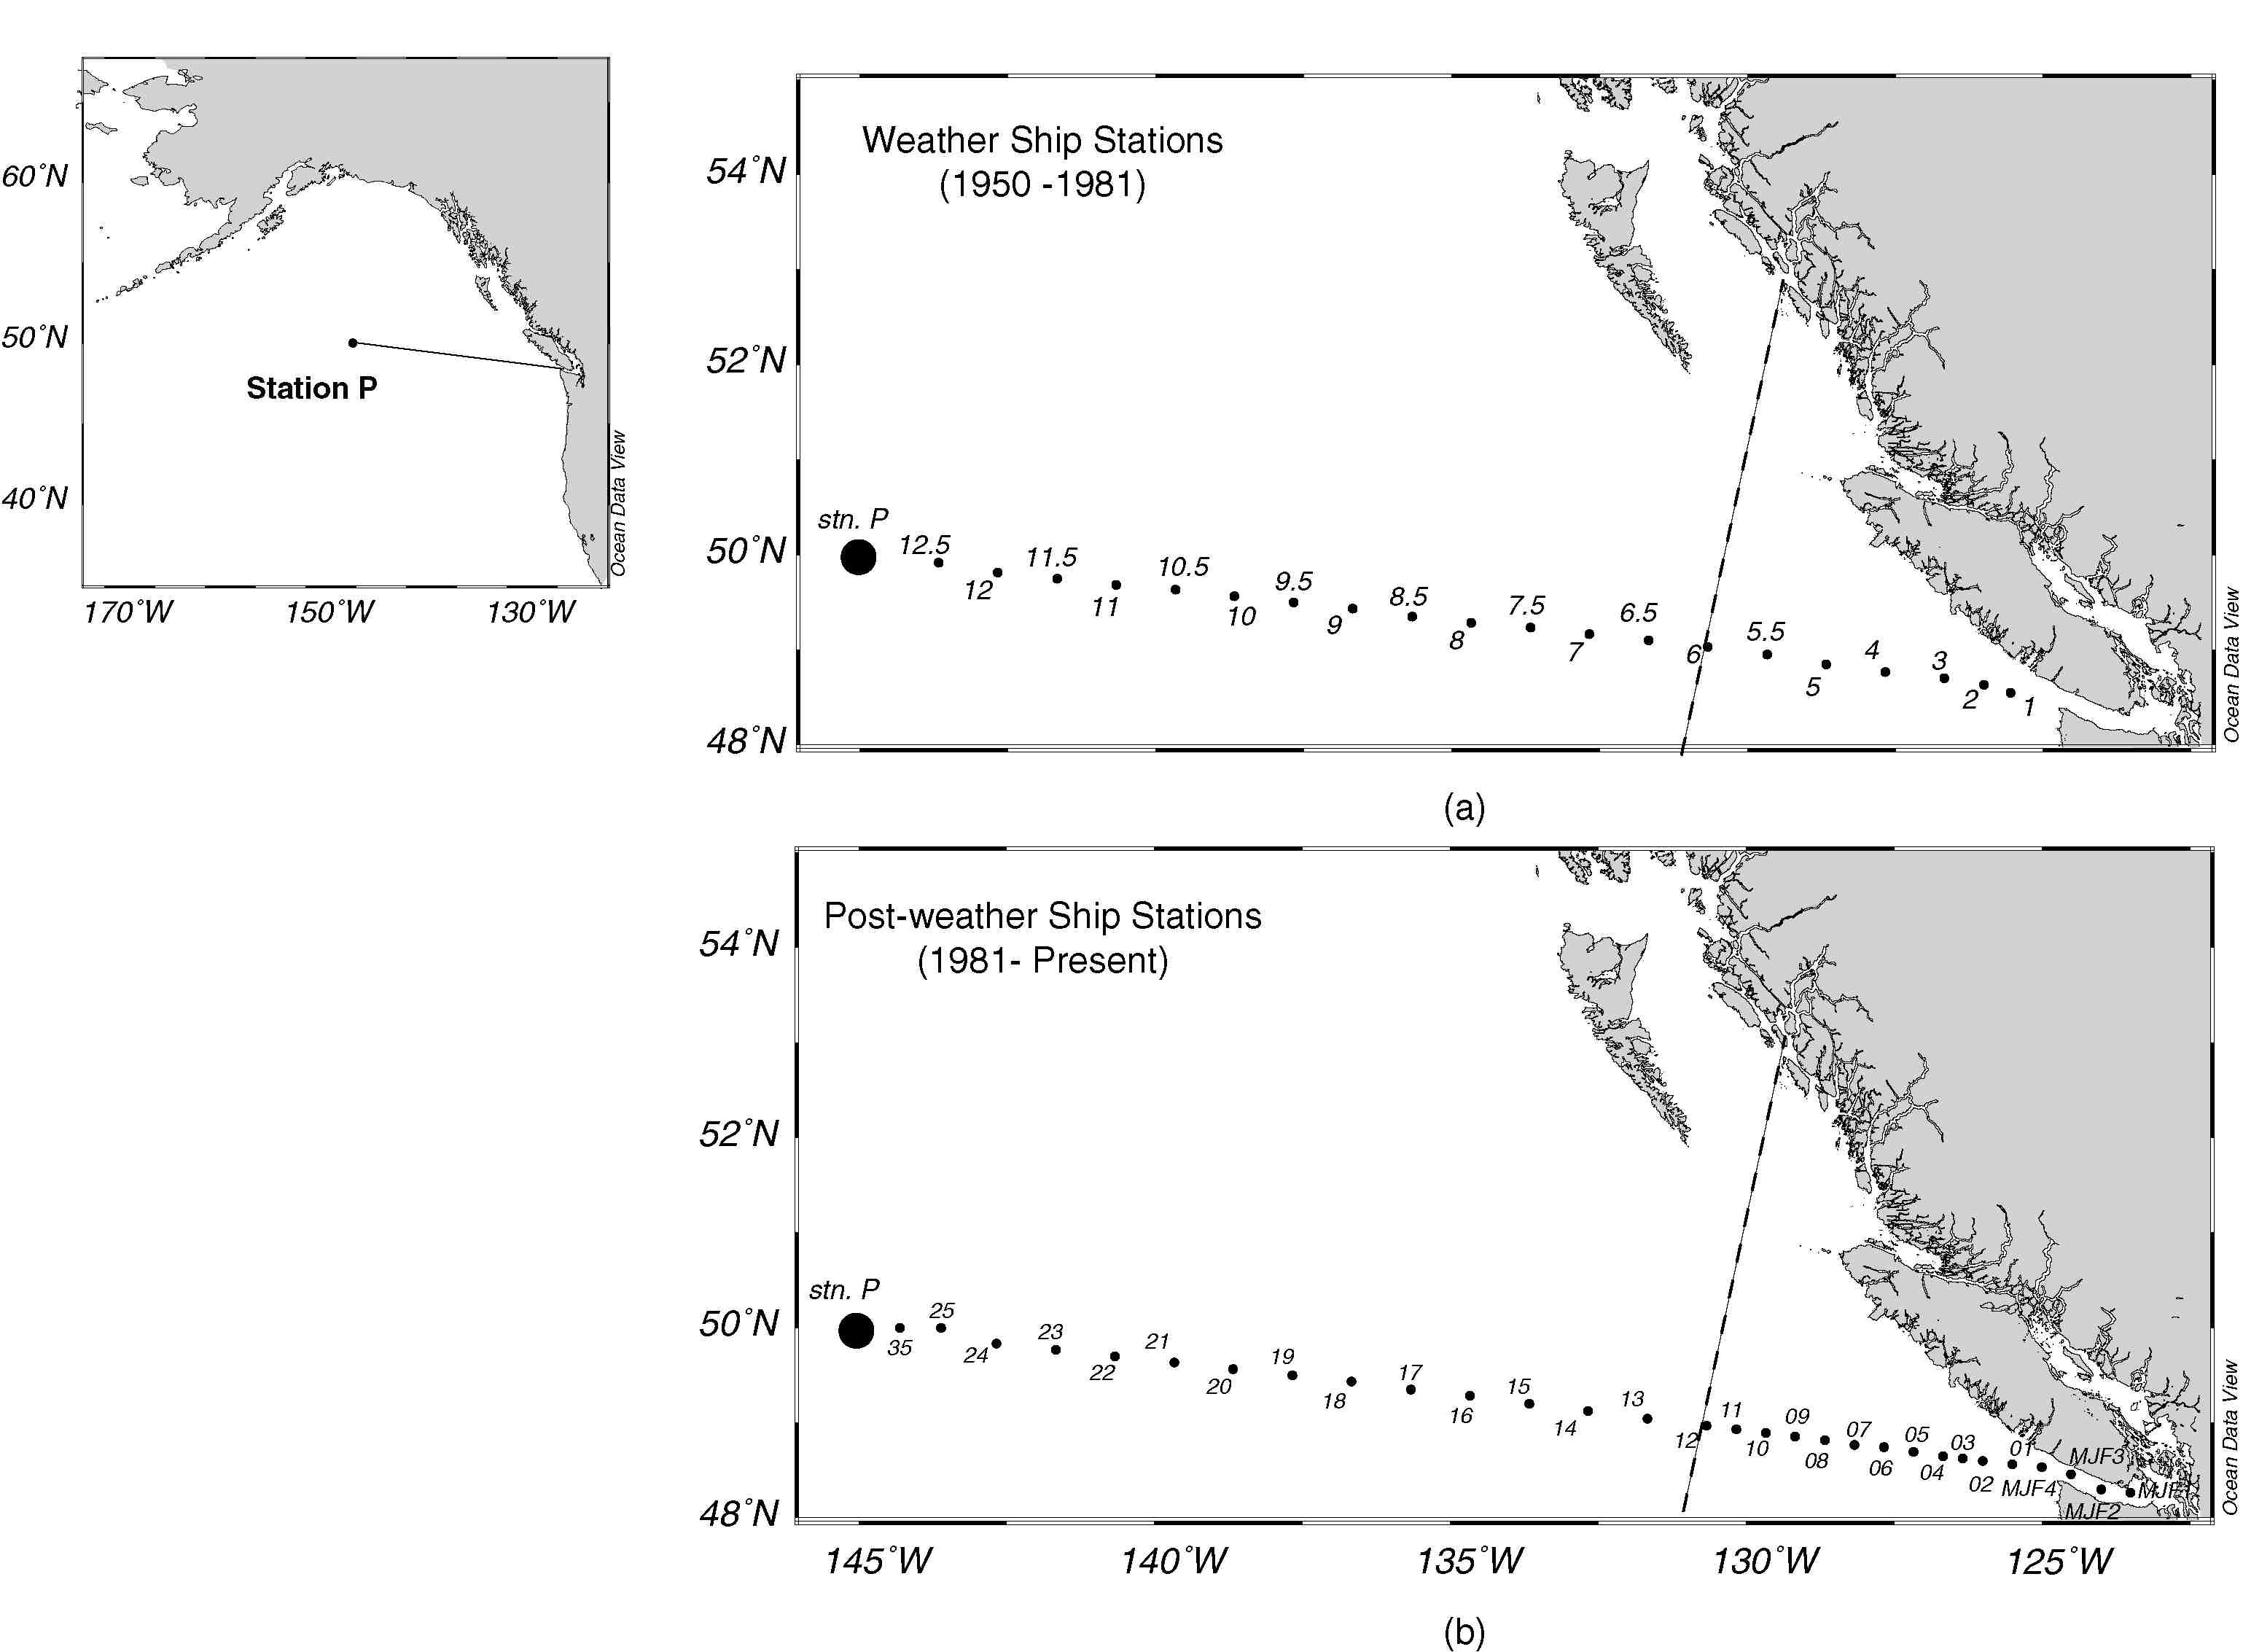 60°N
50°N
40°N
170°W 150°W 130°W
Station P
Ocean Data View
Weather Ship Stations
(1950 -1981)
54°N
52°N
50°N
48°N
stn. P
12.5
12
11.5
11
10.5
10
9.5
9
8.5
8
7.5
7
6.5
6
5.5
5
4
3
2
1
Ocean Data View
(a)
Post-weather Ship Stations
(1981- Present)
54°N
52°N
50°N
48°N
stn. P
35
25
24
23
22
21
20
19
18
17
16
15
14
13
12
11
10
09
08
07
06
05
04
03
02
01
MJF4
MJF3
MJF2
MJF1
Ocean Data View
145°W 140°W 135°W 130°W 125°W
(b)